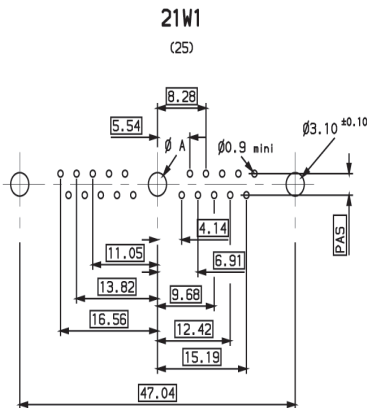 21W1
(25)
8.28
5.54
Ø A
Ø0.9 mini
Ø3.10 ±0.10
PAS
4.14
11.05
6.91
13.82
9.68
16.56
12.42
15.19
47.04